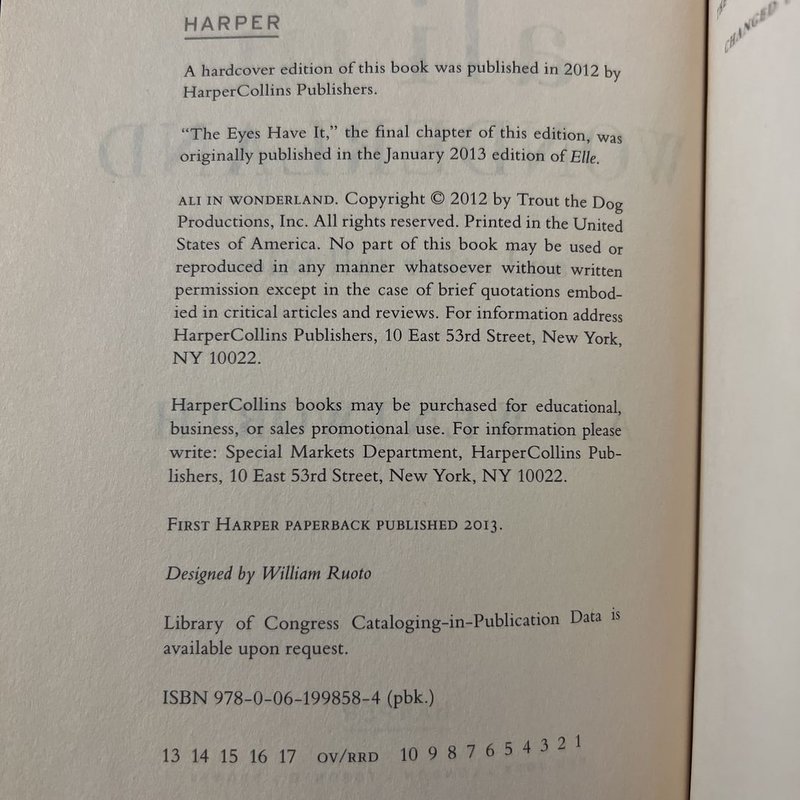 HARPER
A hardcover edition of this book was published in 2012 by
HarperCollins Publishers.
“The Eyes Have It,” the final chapter of this edition, was
originally published in the January 2013 edition of Elle.
ALI IN WONDERLAND. Copyright © 2012 by Trout the Dog
Productions, Inc. All rights reserved. Printed in the United
States of America. No part of this book may be used or
reproduced in any manner whatsoever without written
permission except in the case of brief quotations embod-
ied in critical articles and reviews. For information address
HarperCollins Publishers, 10 East 53rd Street, New York,
NY 10022.
HarperCollins books may be purchased for educational,
business, or sales promotional use. For information please
write: Special Markets Department, HarperCollins Pub-
lishers, 10 East 53rd Street, New York, NY 10022.
FIRST HARPER PAPERBACK PUBLISHED 2013.
Designed by William Ruoto
Library of Congress Cataloging-in-Publication Data is
available upon request.
ISBN 978-0-06-199858-4 (pbk.)
13 14 15 16 17 OV/RRD 10 9 8 7 6 5 4 3 2 1
CHANGED